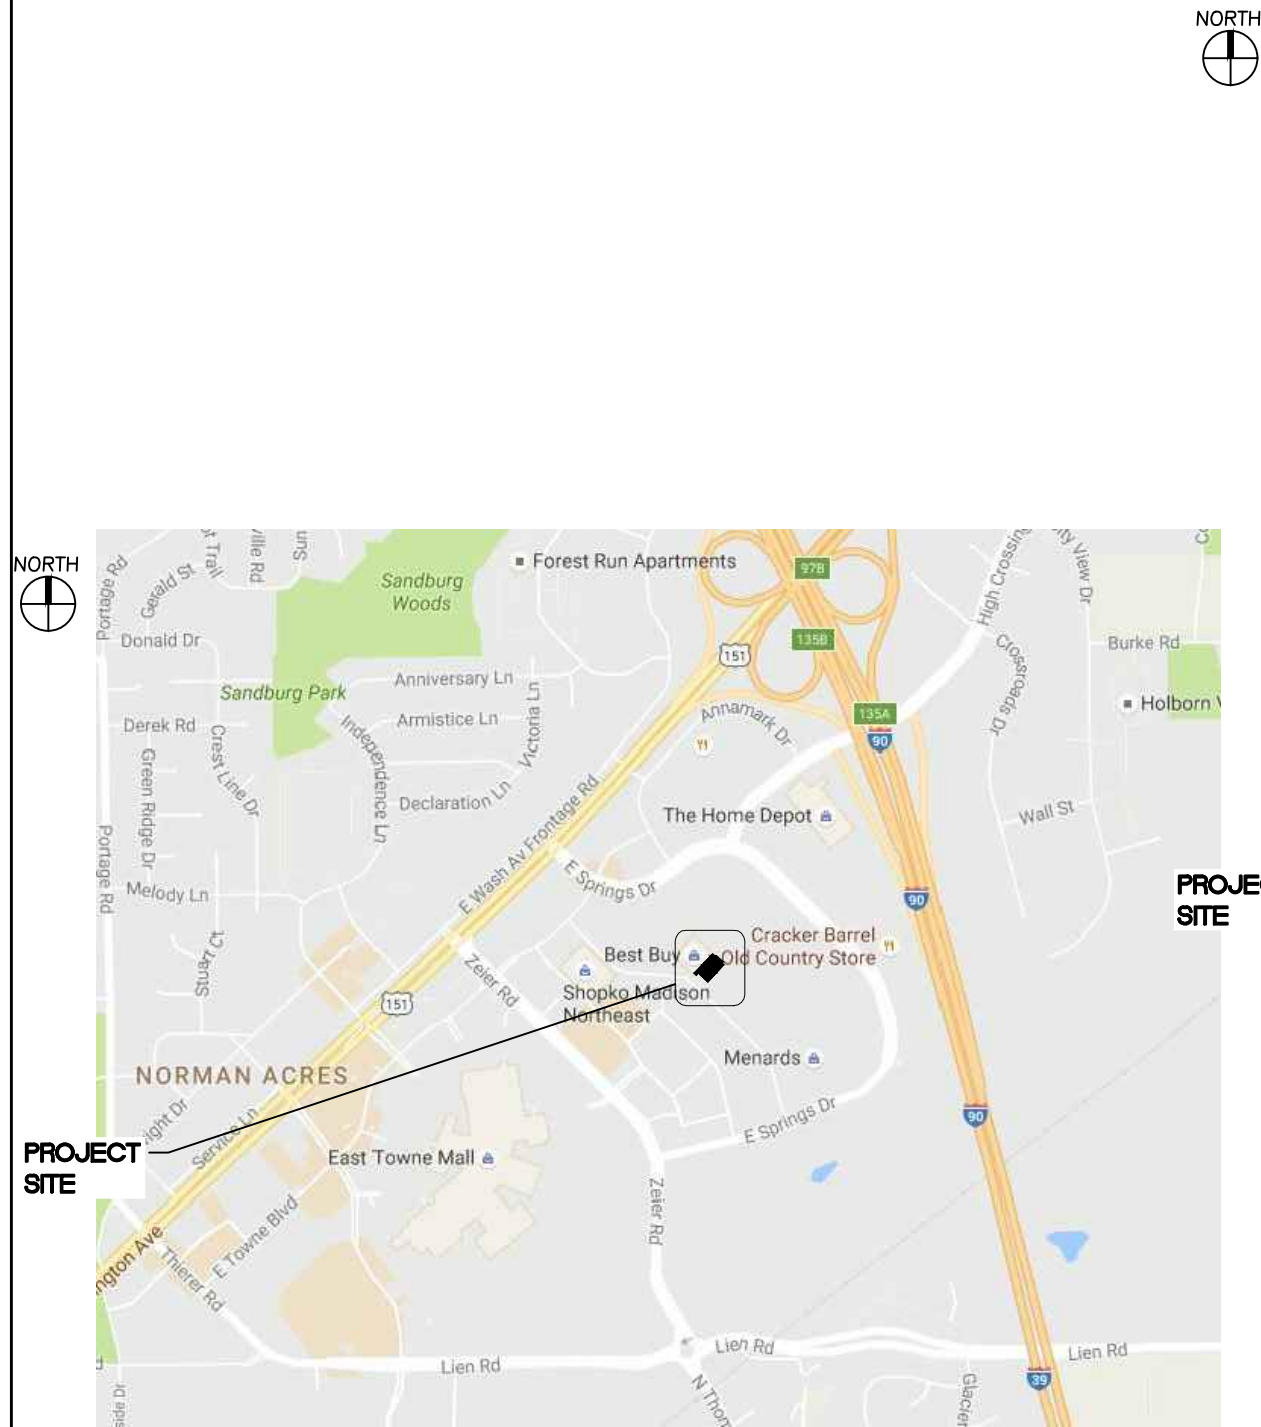 NORTH
NORTH
Forest Run Apartments
Sandburg
Woods
97B
135B
151
Portage Rd
Gerald St
Donald Dr
Sandburg Park
Anniversary Ln
Armistice Ln
Victoria Ln
Independence Ln
Declaration Ln
Derek Rd
Crest Line Dr
Green Ridge Dr
Portage Rd
Melody Ln
Stuart Ct
High Crossing
City View Dr
Burke Rd
Crossroads Dr
Holborn
Annamark Dr
135A
90
The Home Depot
Wall St
E Wash Av Frontage Rd
E Springs Dr
90
Cracker Barrel
Old Country Store
Best Buy
Shopko Madison
Northeast
Zeier Rd
151
Menards
NORMAN ACRES
E Springs Dr
90
Service Ln
East Towne Mall
PROJECT
SITE
SITE
Zeier Rd
E Towne Blvd
Thierer Rd
Lien Rd
Lien Rd
Lien Rd
39